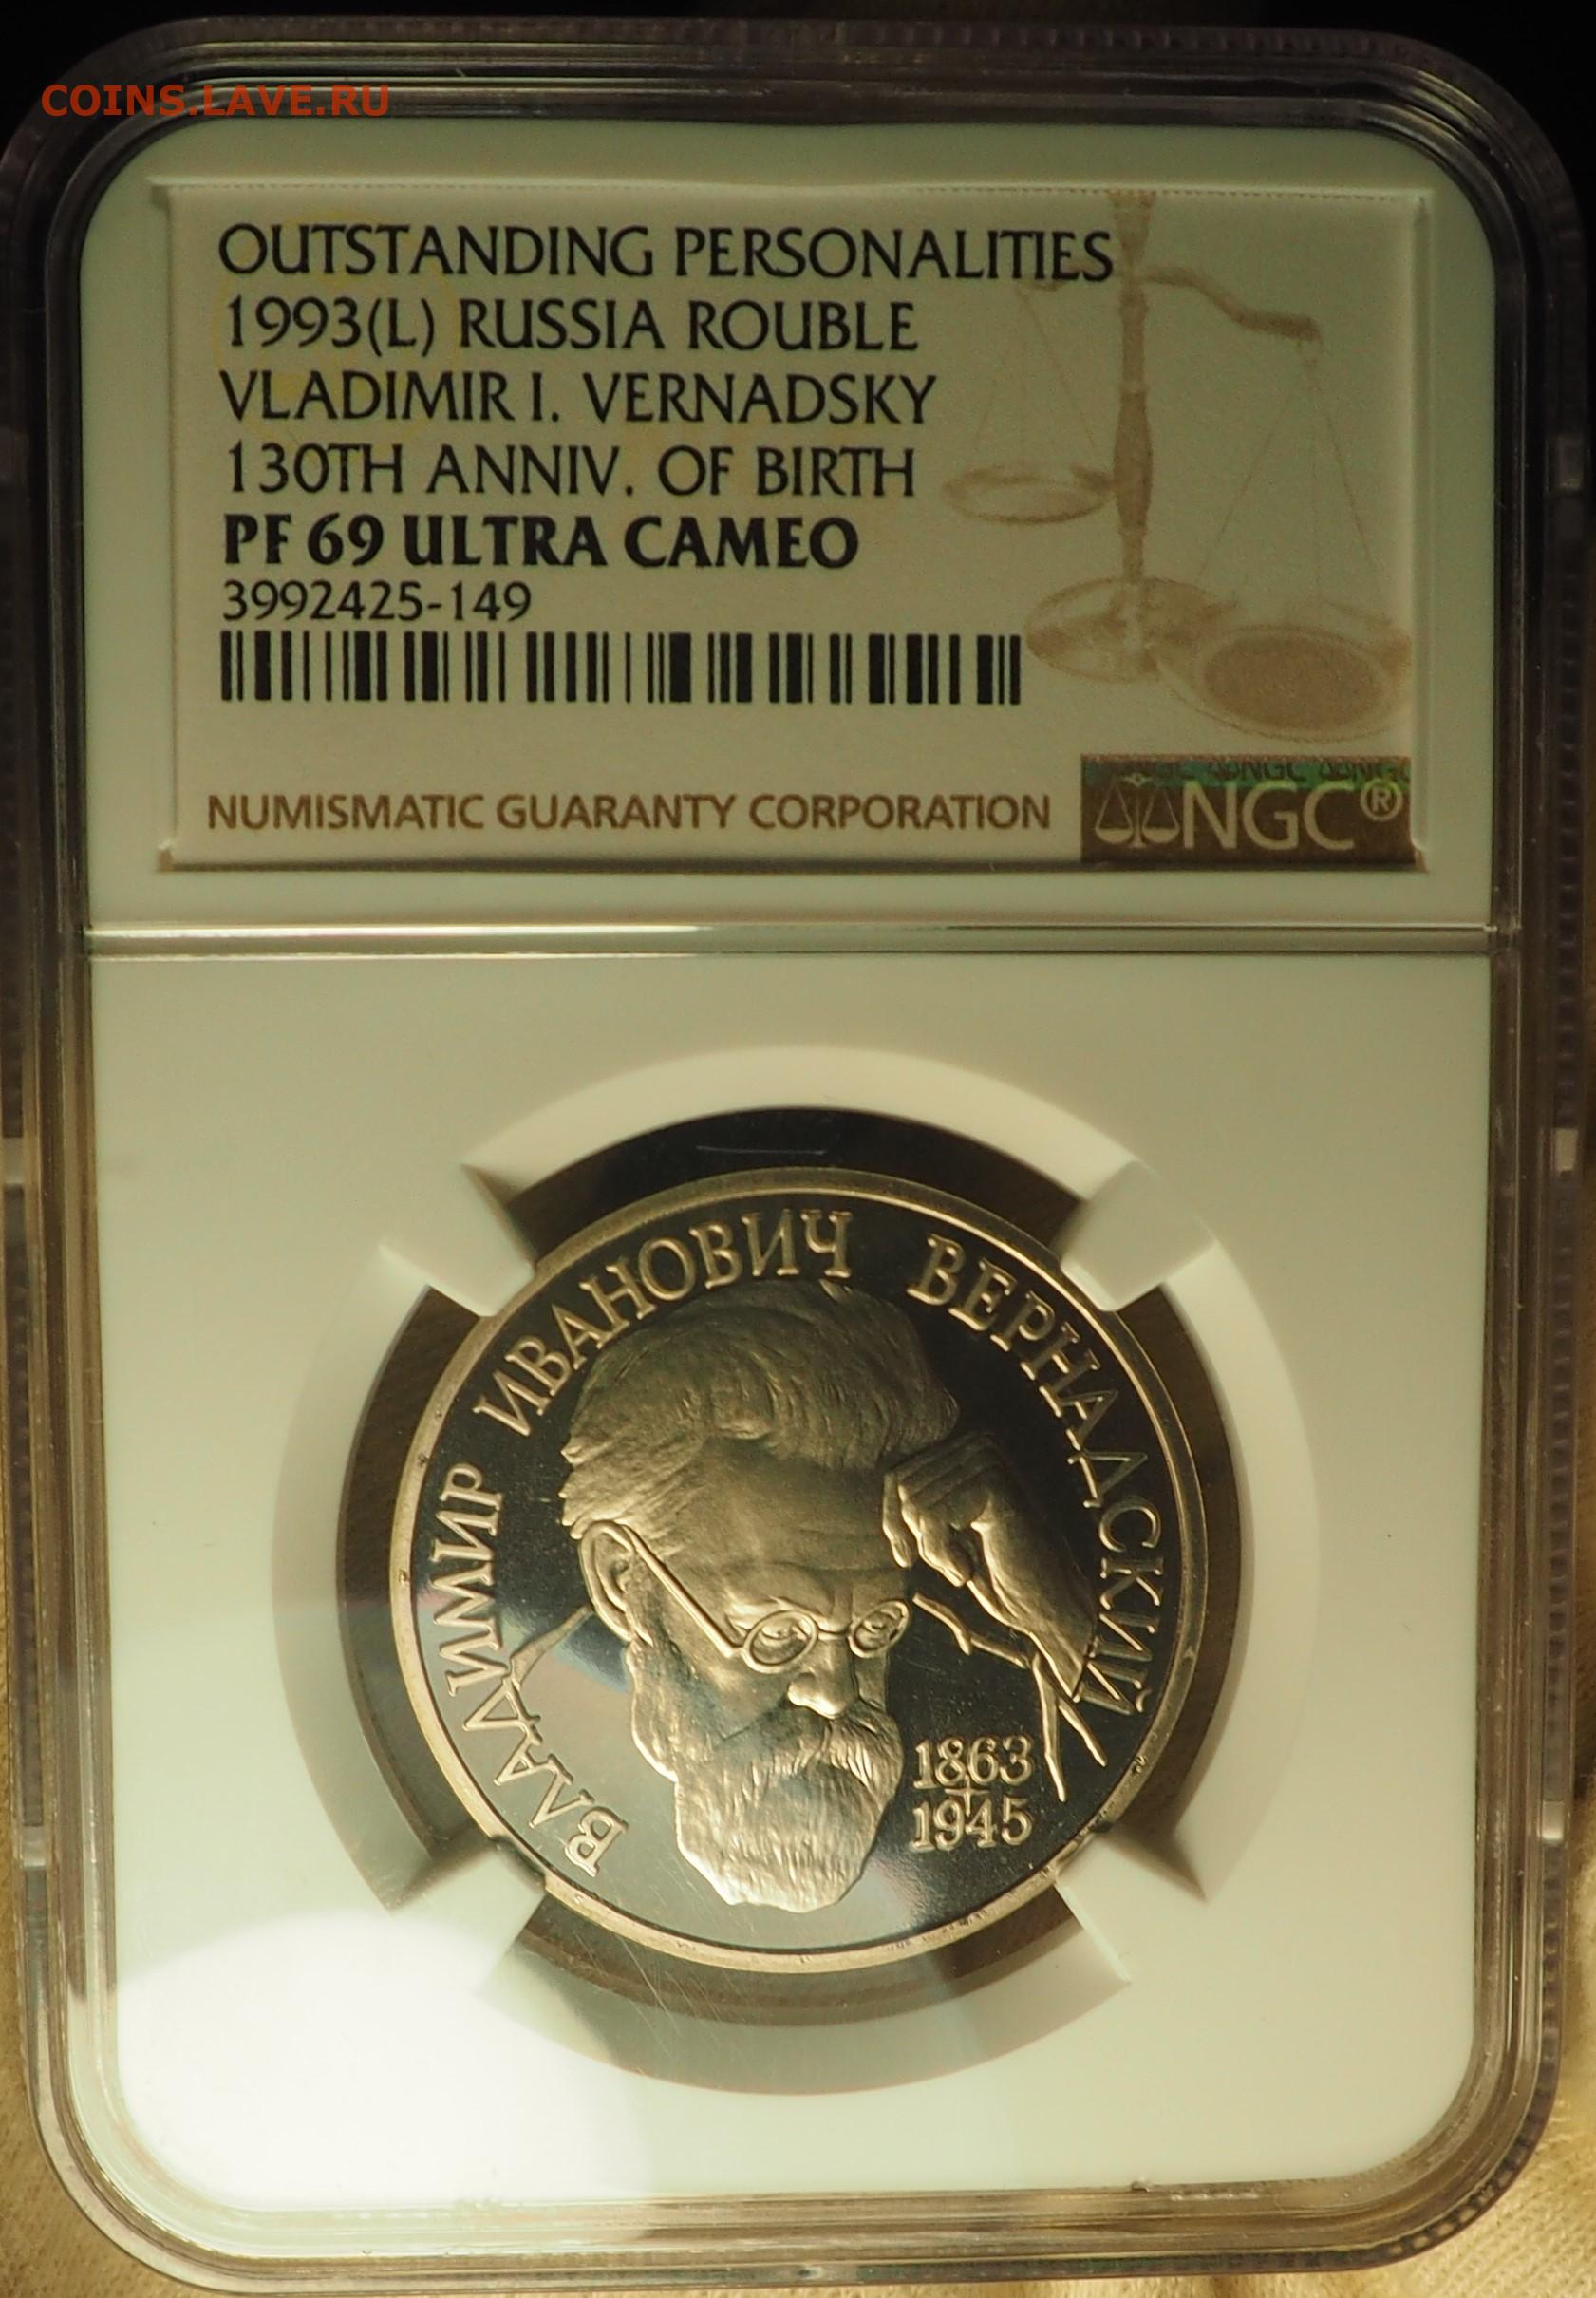 COINS.LAVE.RU
OUTSTANDING PERSONALITIES
1993(L) RUSSIA ROUBLE
VLADIMIR I. VERNADSKY
130TH ANNIV. OF BIRTH
PF 69 ULTRA CAMEO
3992425-149
NUMISMATIC GUARANTY CORPORATION
NGC®
ВЛАДИМИР ИВАНОВИЧ ВЕРНАДСКИЙ
1863
1945